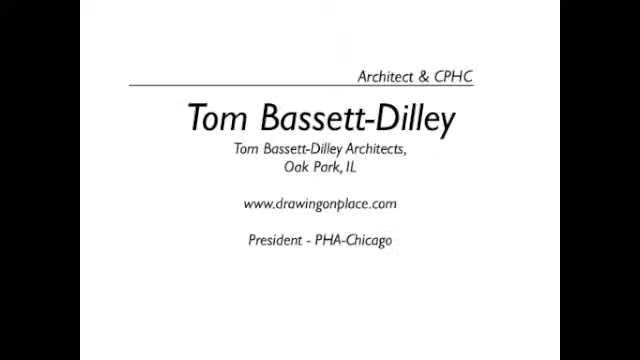 Architect & CPHC
Tom Bassett-Dilley
Tom Bassett-Dilley Architects,
Oak Park, IL
www.drawingonplace.com
President - PHA-Chicago